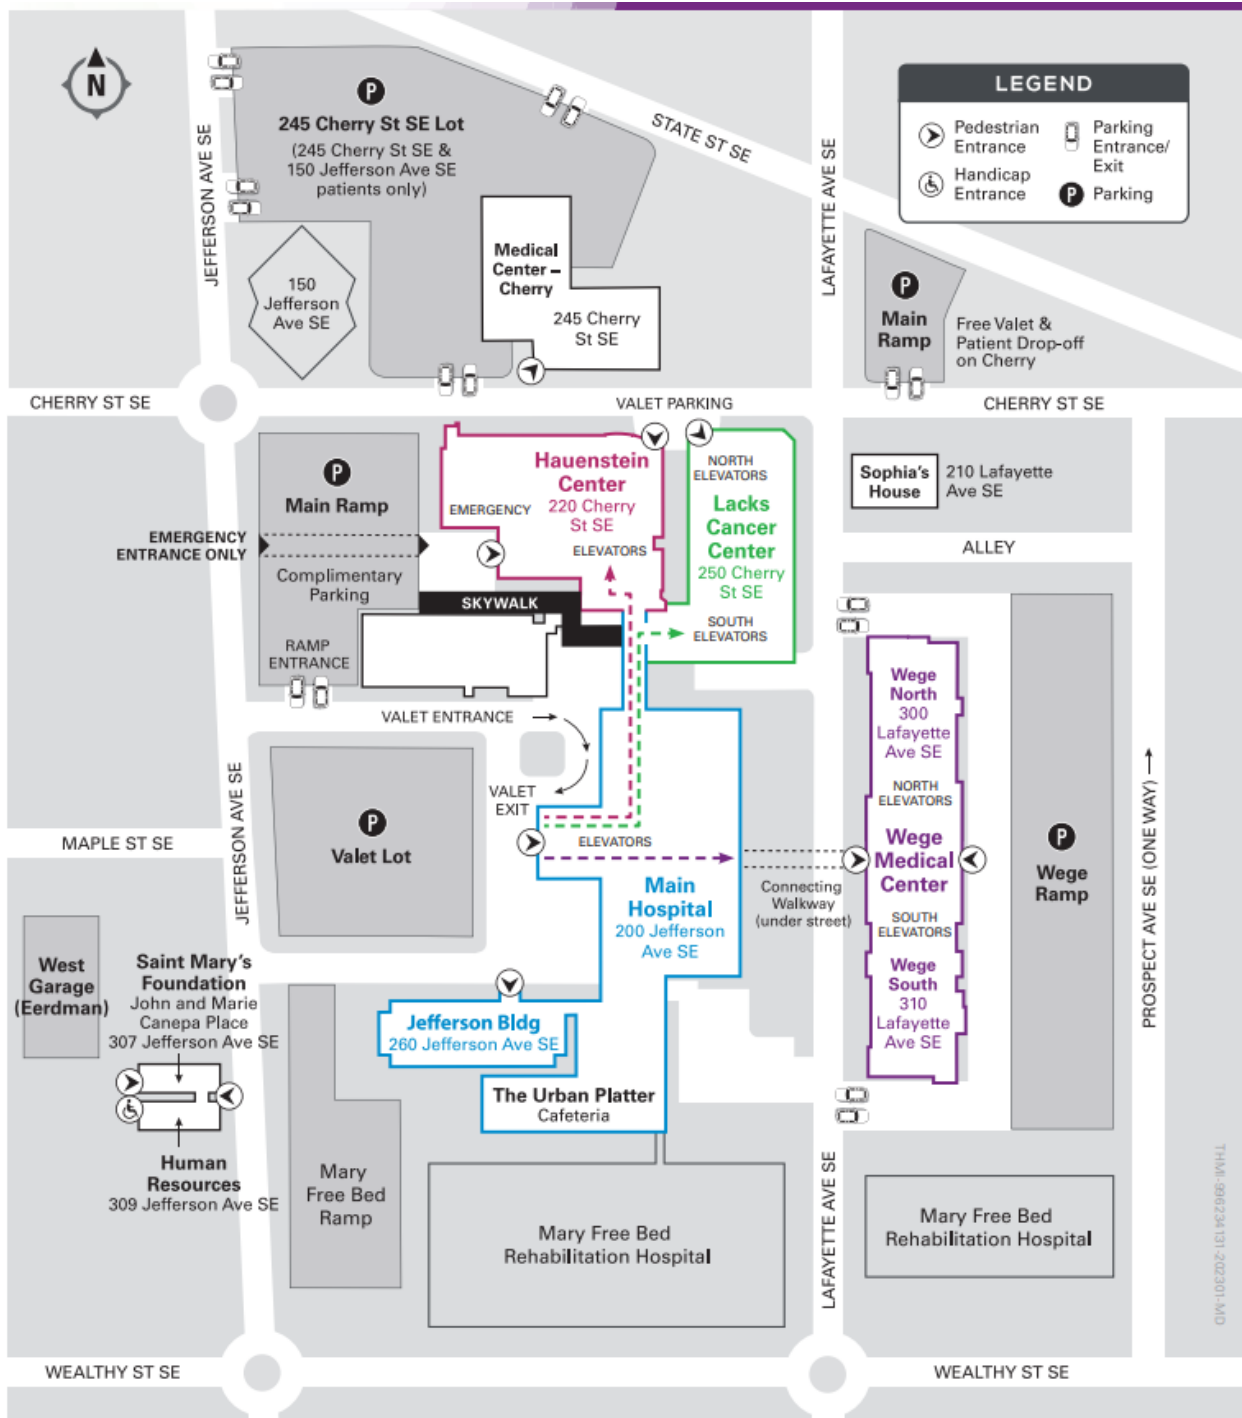 N
P
245 Cherry St SE Lot
(245 Cherry St SE &
150 Jefferson Ave SE
patients only)
JEFFERSON AVE SE
STATE ST SE
LAFAYETTE AVE SE
LEGEND
Pedestrian
Entrance
Handicap
Entrance
Parking
Entrance/
Exit
P
Parking
Medical
Center –
Cherry
245 Cherry
St SE
150
Jefferson
Ave SE
P
Main
Ramp
Free Valet &
Patient Drop-off
on Cherry
CHERRY ST SE
VALET PARKING
CHERRY ST SE
P
Main Ramp
EMERGENCY
ENTRANCE ONLY
Complimentary
Parking
RAMP
ENTRANCE
Hauenstein
Center
220 Cherry
St SE
EMERGENCY
ELEVATORS
SKYWALK
NORTH
ELEVATORS
Lacks
Cancer
Center
250 Cherry
St SE
SOUTH
ELEVATORS
Sophia's
House
210 Lafayette
Ave SE
ALLEY
VALET ENTRANCE
VALET
EXIT
P
Valet Lot
MAPLE ST SE
JEFFERSON AVE SE
ELEVATORS
Main
Hospital
200 Jefferson
Ave SE
Connecting
Walkway
(under street)
Wege
North
300
Lafayette
Ave SE
NORTH
ELEVATORS
Wege
Medical
Center
SOUTH
ELEVATORS
Wege
South
310
Lafayette
Ave SE
P
Wege
Ramp
PROSPECT AVE SE (ONE WAY)
West
Garage
(Eerdman)
Saint Mary's
Foundation
John and Marie
Canepa Place
307 Jefferson Ave SE
Human
Resources
309 Jefferson Ave SE
Jefferson Bldg
260 Jefferson Ave SE
The Urban Platter
Cafeteria
Mary
Free Bed
Ramp
Mary Free Bed
Rehabilitation Hospital
LAFAYETTE AVE SE
Mary Free Bed
Rehabilitation Hospital
THMI-996234131-202301-MD
WEALTHY ST SE
WEALTHY ST SE